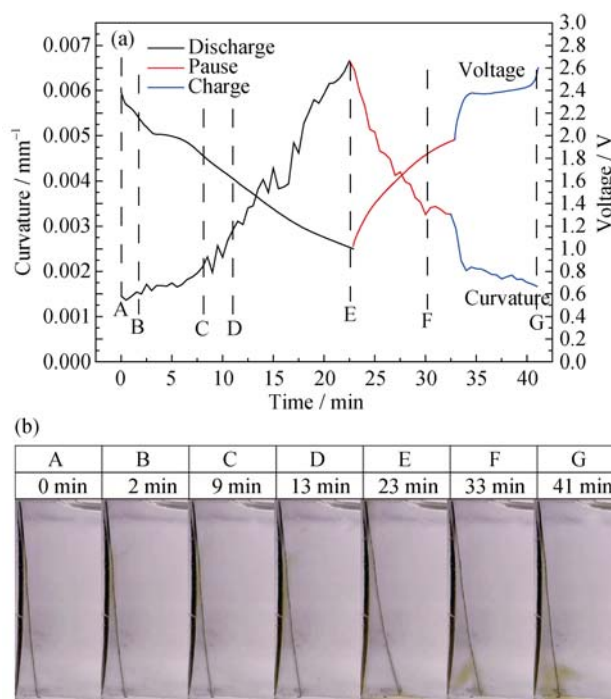 (a)
Discharge
Pause
Charge
Voltage
Curvature
A
B
C
D
E
F
G
0.007
0.006
0.005
0.004
0.003
0.002
0.001
0.000
Curvature / mm⁻¹
3.0
2.8
2.6
2.4
2.2
2.0
1.8
1.6
1.4
1.2
1.0
0.8
0.6
0.4
0.2
0.0
Voltage / V
0 5 10 15 20 25 30 35 40
Time / min
(b)
A B C D E F G
0 min 2 min 9 min 13 min 23 min 33 min 41 min